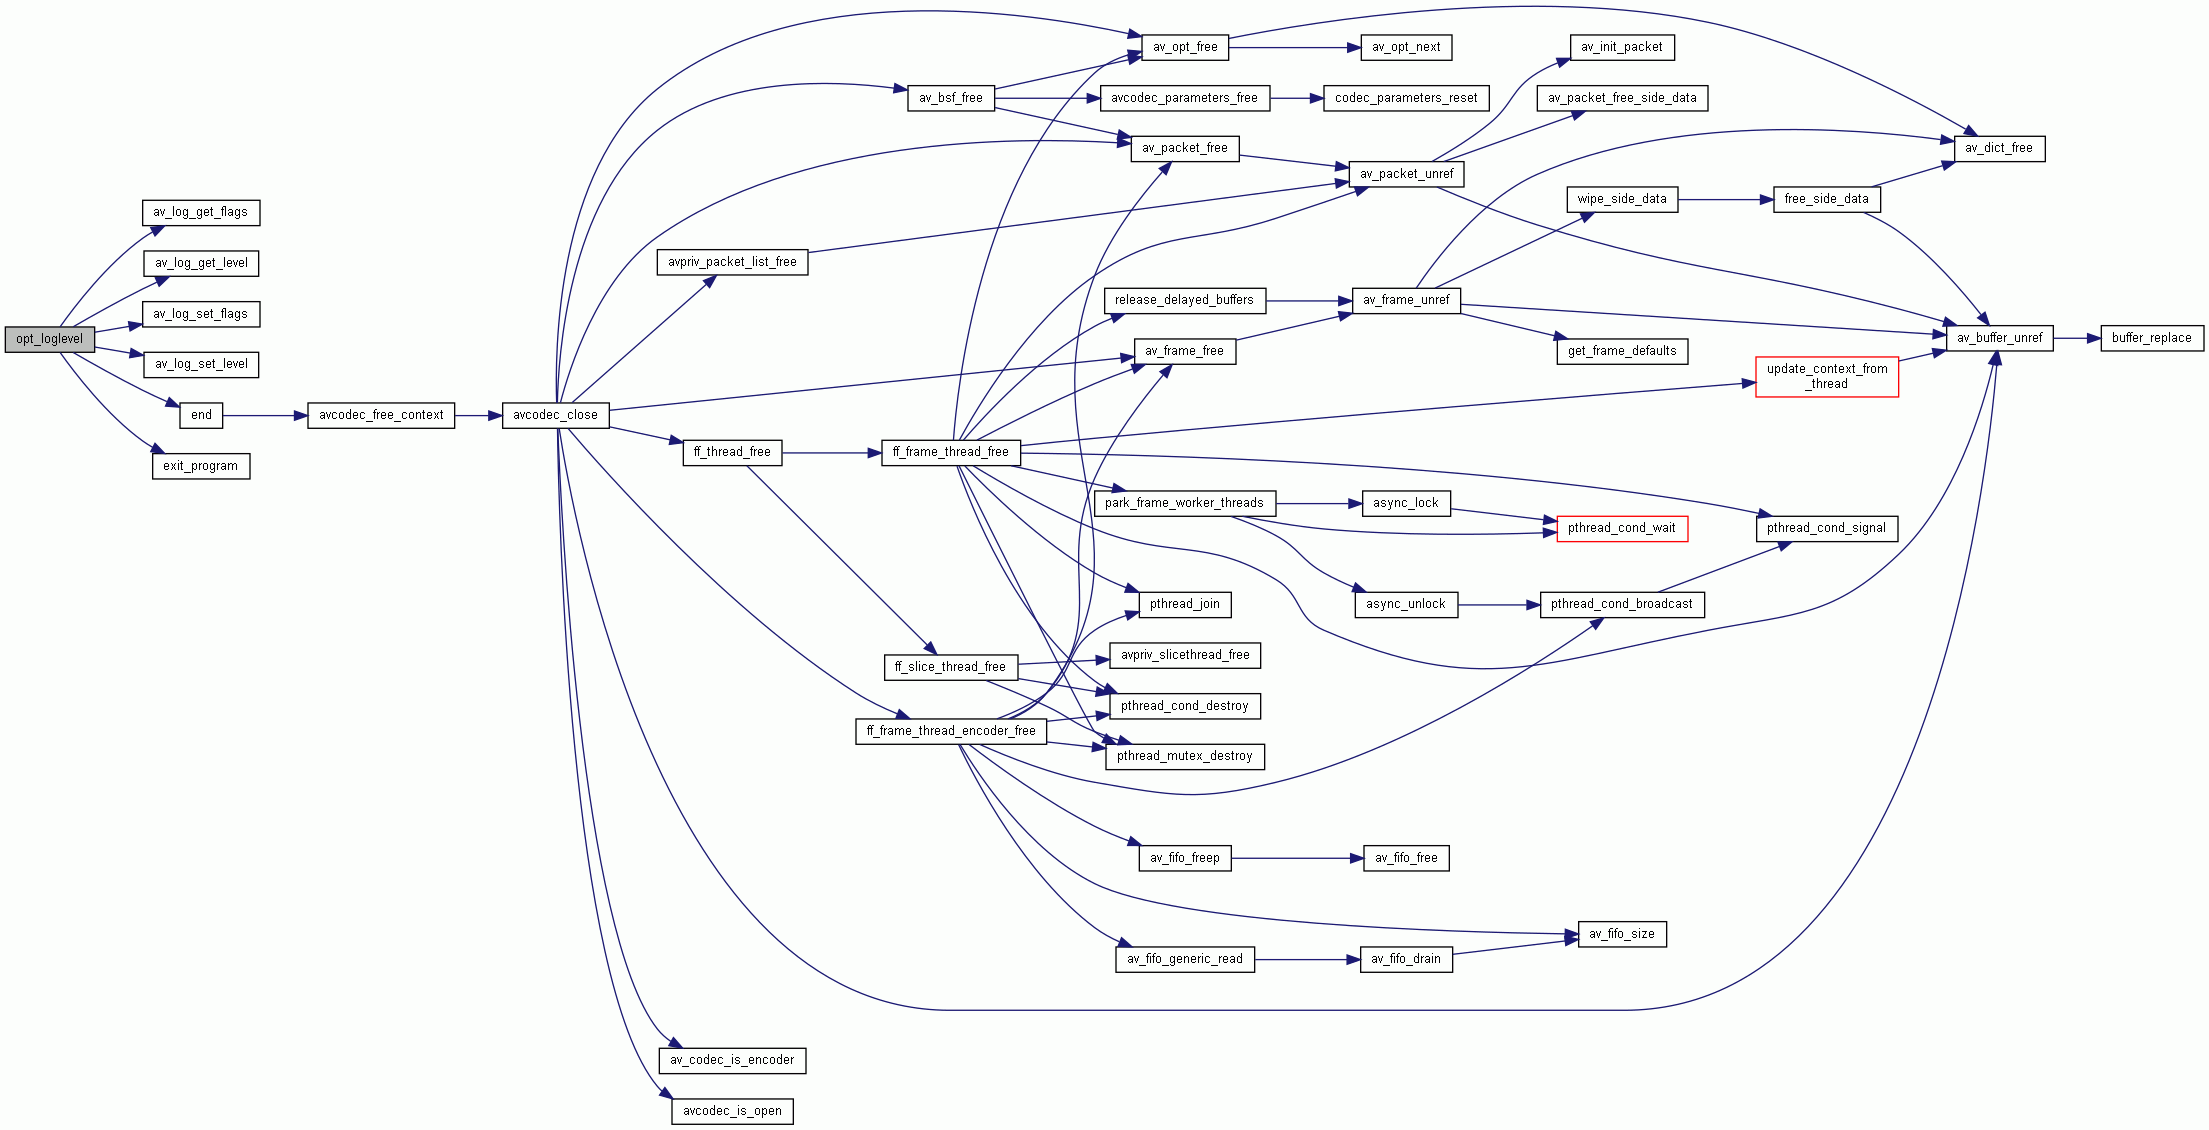 av_opt_free
av_opt_next
av_init_packet
av_bsf_free
avcodec_parameters_free
codec_parameters_reset
av_packet_free_side_data
av_packet_free
av_dict_free
av_packet_unref
wipe_side_data
free_side_data
av_log_get_flags
av_log_get_level
avpriv_packet_list_free
release_delayed_buffers
av_frame_unref
av_log_set_flags
opt_loglevel
av_buffer_unref
buffer_replace
av_frame_free
get_frame_defaults
av_log_set_level
update_context_from
_thread
end
avcodec_free_context
avcodec_close
ff_thread_free
ff_frame_thread_free
exit_program
park_frame_worker_threads
async_lock
pthread_cond_wait
pthread_cond_signal
pthread_join
async_unlock
pthread_cond_broadcast
avpriv_slicethread_free
ff_slice_thread_free
pthread_cond_destroy
ff_frame_thread_encoder_free
pthread_mutex_destroy
av_fifo_freep
av_fifo_free
av_fifo_size
av_fifo_generic_read
av_fifo_drain
av_codec_is_encoder
avcodec_is_open